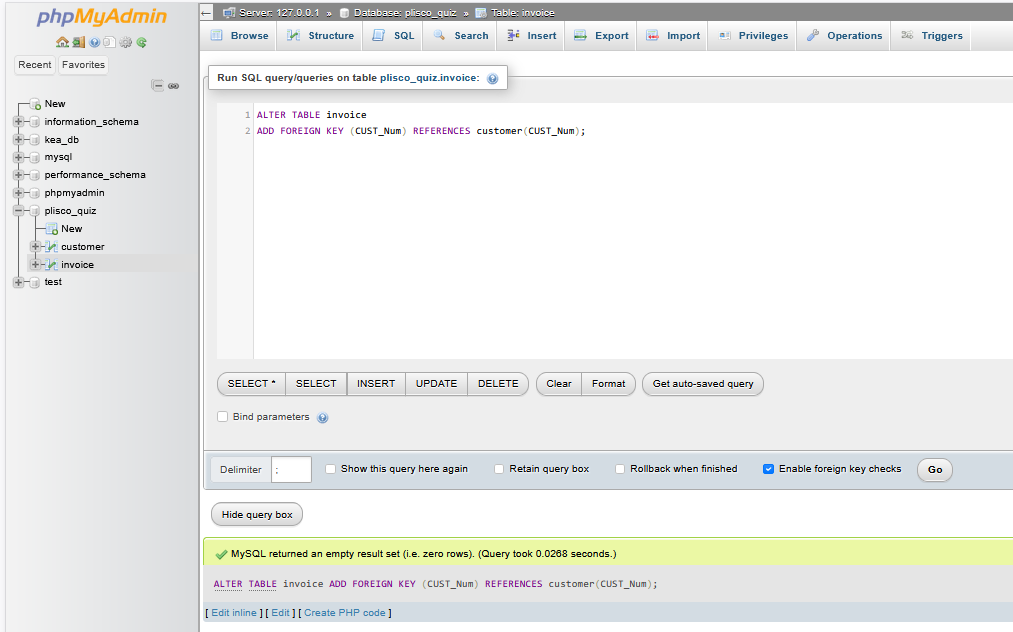 phpMyAdmin
Recent Favorites
New
information_schema
kea_db
mysql
performance_schema
phpmyadmin
plisco_quiz
New
customer
invoice
test
Server: 127.0.0.1 » Database: plisco_quiz » Table: invoice
Browse Structure SQL Search Insert Export Import Privileges Operations Triggers
Run SQL query/queries on table plisco_quiz.invoice:
1 ALTER TABLE invoice
2 ADD FOREIGN KEY (CUST_Num) REFERENCES customer(CUST_Num);
SELECT * SELECT INSERT UPDATE DELETE Clear Format Get auto-saved query
Bind parameters
Delimiter ; Show this query here again Retain query box Rollback when finished Enable foreign key checks Go
Hide query box
MySQL returned an empty result set (i.e. zero rows). (Query took 0.0268 seconds.)
ALTER TABLE invoice ADD FOREIGN KEY (CUST_Num) REFERENCES customer(CUST_Num);
[ Edit inline ] [ Edit ] [ Create PHP code ]